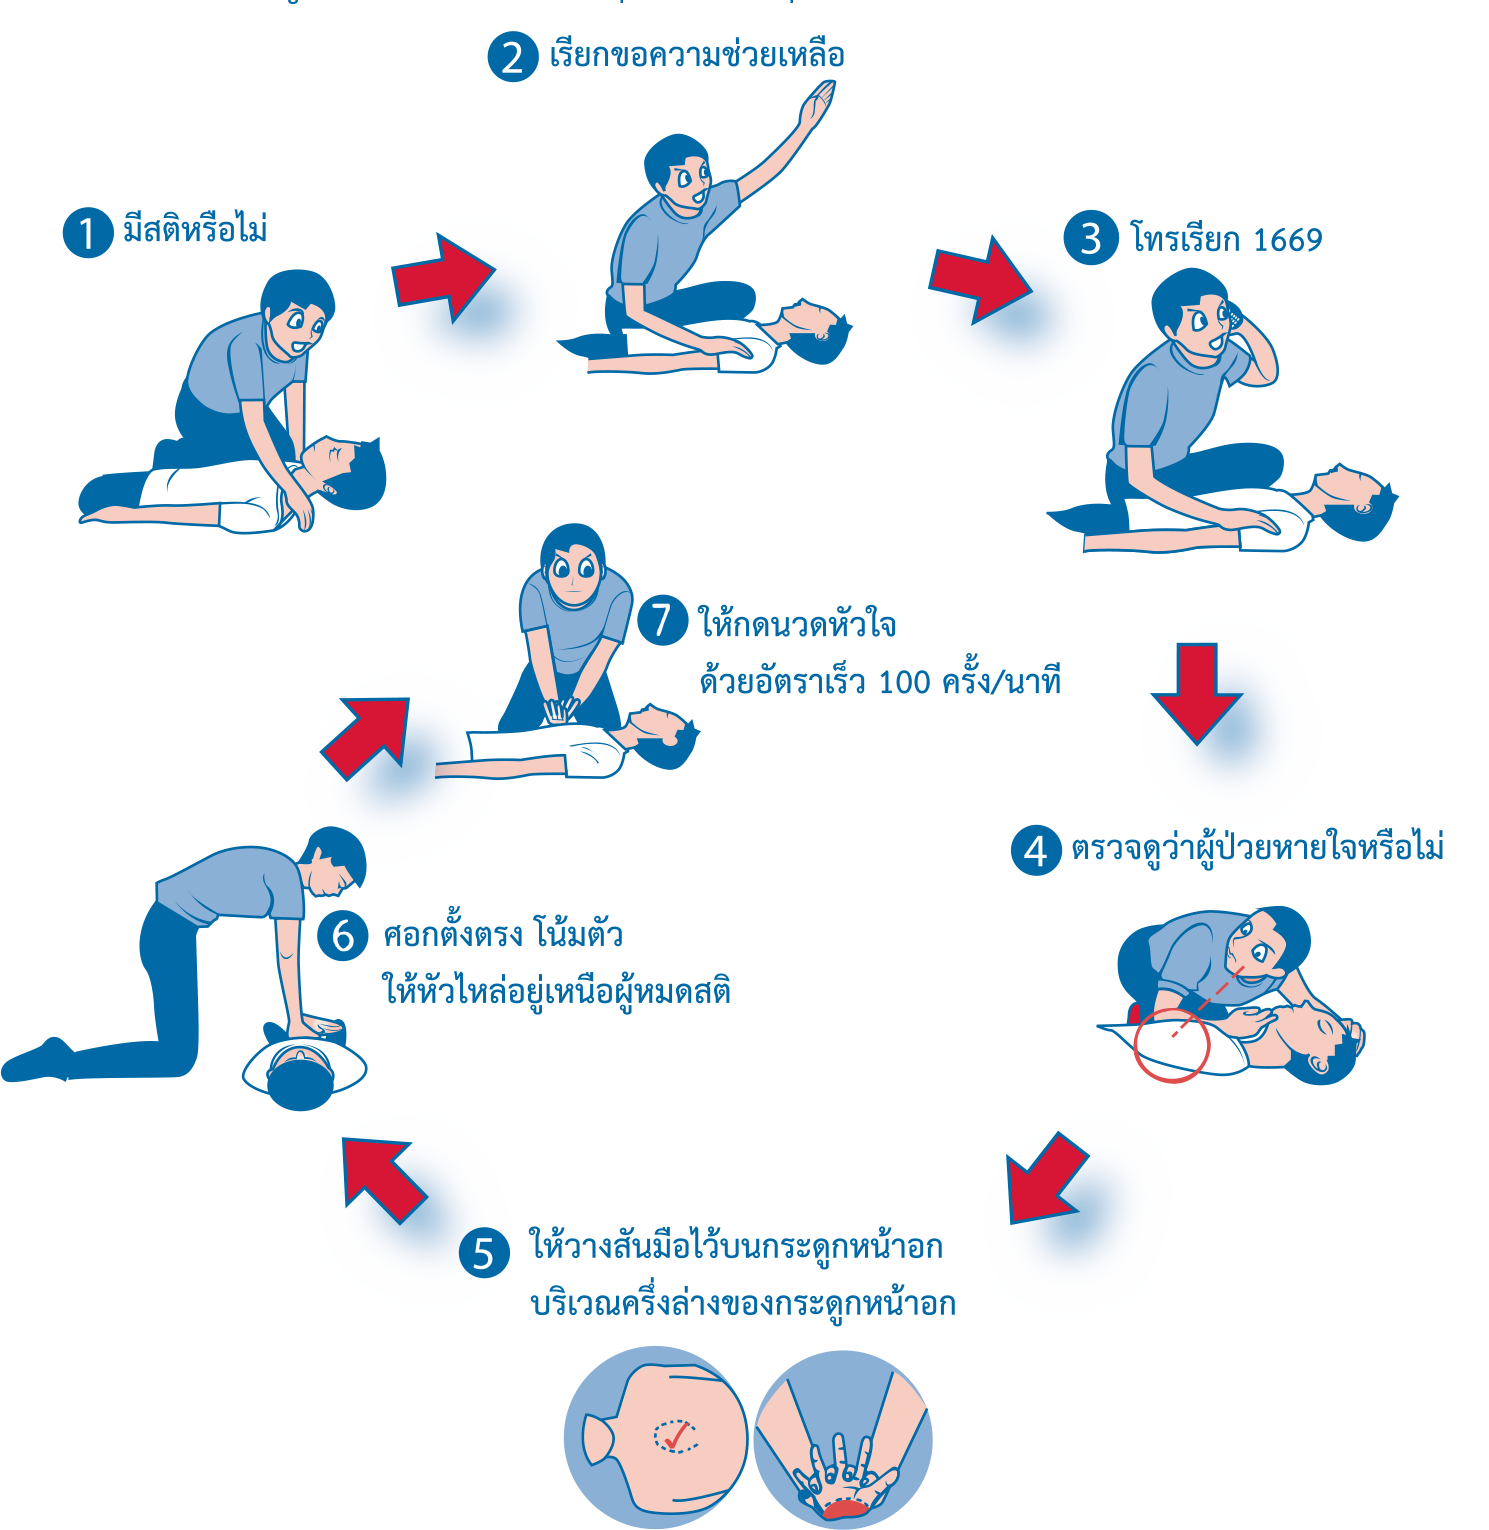 1 มีสติหรือไม่
2 เรียกขอความช่วยเหลือ
3 โทรเรียก 1669
4 ตรวจดูว่าผู้ป่วยหายใจหรือไม่
5 ให้วางสันมือไว้บนกระดูกหน้าอก
บริเวณครึ่งล่างของกระดูกหน้าอก
6 ศอกตั้งตรง โน้มตัว
ให้หัวไหล่อยู่เหนือผู้หมดสติ
7 ให้กดนวดหัวใจ
ด้วยอัตราเร็ว 100 ครั้ง/นาที